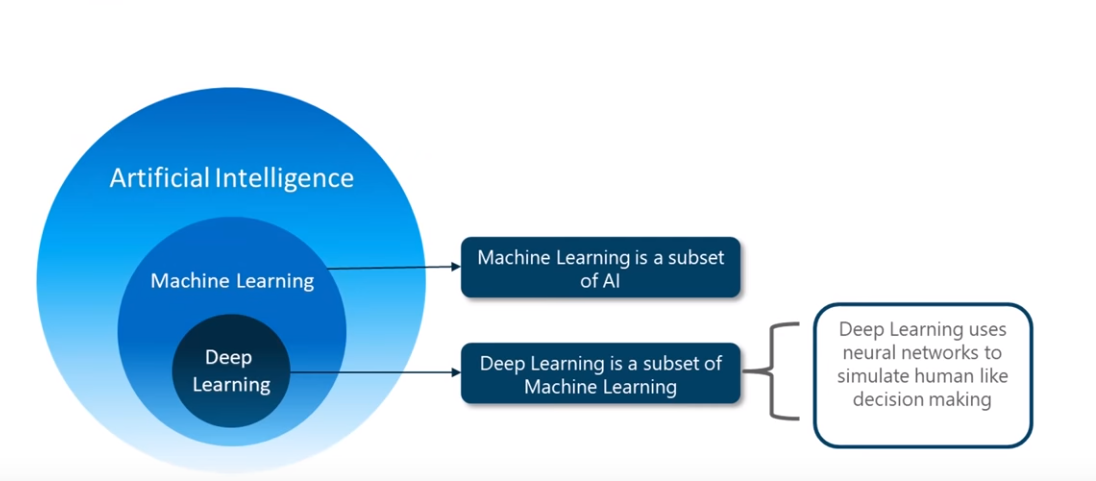 Artificial Intelligence
Machine Learning
Deep
Learning
Machine Learning is a subset
of AI
Deep Learning is a subset of
Machine Learning
Deep Learning uses
neural networks to
simulate human like
decision making